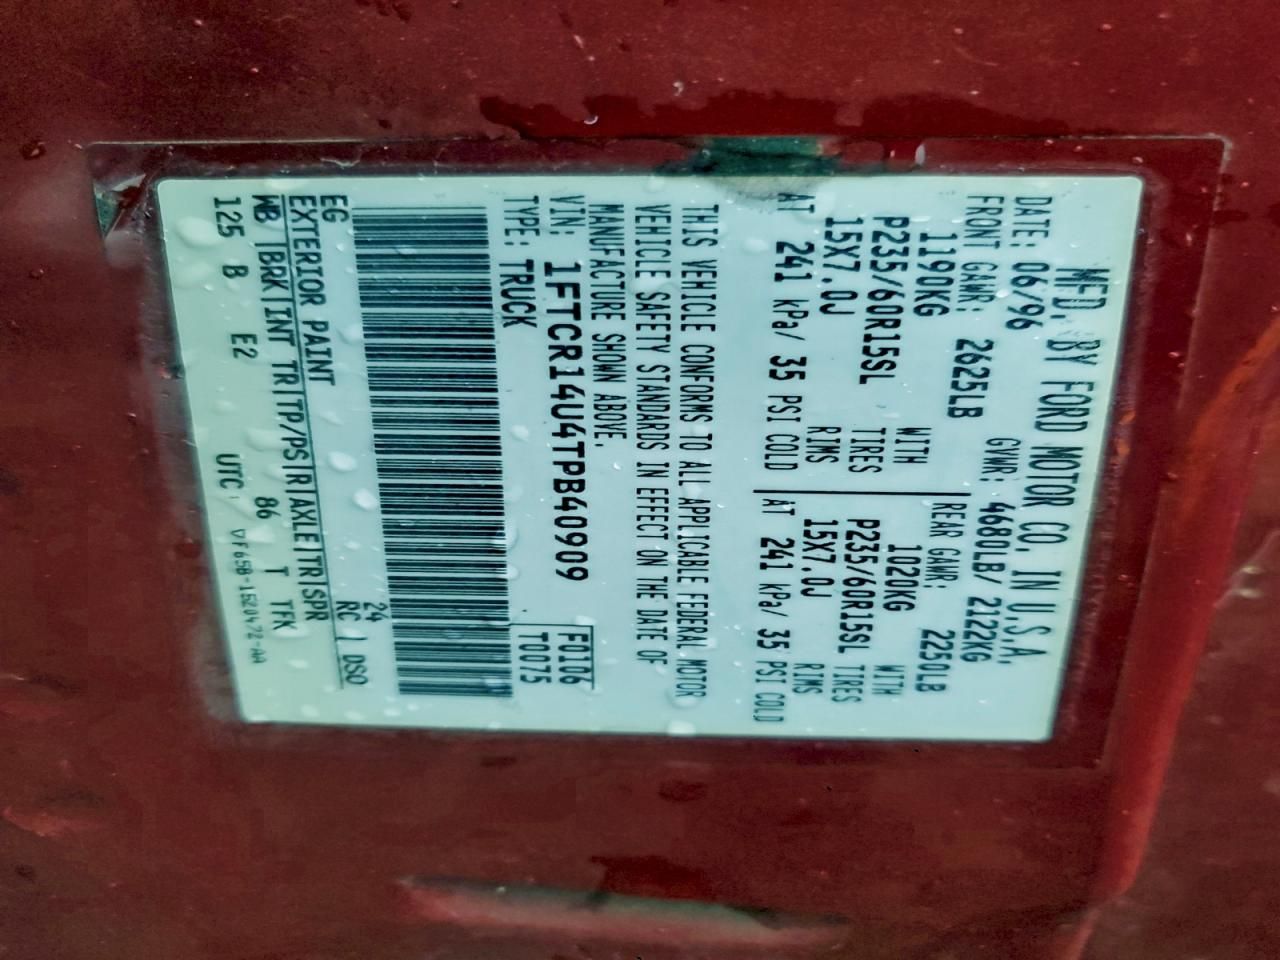 MFD. BY FORD MOTOR CO. IN U.S.A.
DATE: 06/96 GVWR: 4680LB/ 2122KG
FRONT GAWR: 2625LB REAR GAWR: 2250LB
1190KG WITH 1020KG WITH
P235/60R15SL TIRES P235/60R15SL TIRES
15X7.0J RIMS 15X7.0J RIMS
AT 241 kPa/ 35 PSI COLD AT 241 kPa/ 35 PSI COLD
THIS VEHICLE CONFORMS TO ALL APPLICABLE FEDERAL MOTOR
VEHICLE SAFETY STANDARDS IN EFFECT ON THE DATE OF
MANUFACTURE SHOWN ABOVE.
VIN: 1FTCR14U4TPB40909 F0106
TYPE: TRUCK T0075
EG 24
EXTERIOR PAINT RC | DSO
WB |BRK|INT TR|TP/PS|R|AXLE|TR|SPR
125 B E2 86 T TFK
UTC: